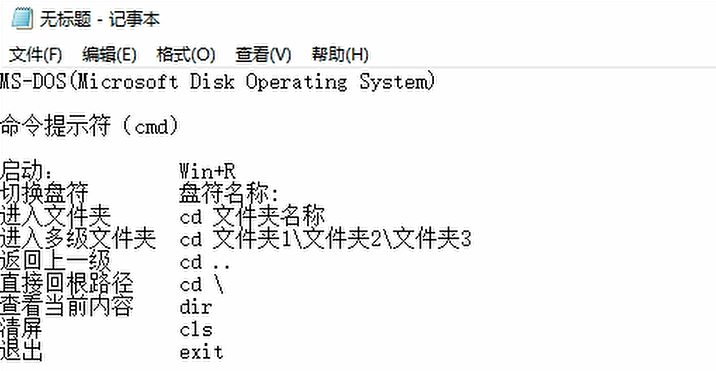 无标题 - 记事本
文件(F) 编辑(E) 格式(O) 查看(V) 帮助(H)
MS-DOS(Microsoft Disk Operating System)
命令提示符（cmd）
启动： Win+R
切换盘符 盘符名称:
进入文件夹 cd 文件夹名称
进入多级文件夹 cd 文件夹1\文件夹2\文件夹3
返回上一级 cd ..
直接回根路径 cd \
查看当前内容 dir
清屏 cls
退出 exit